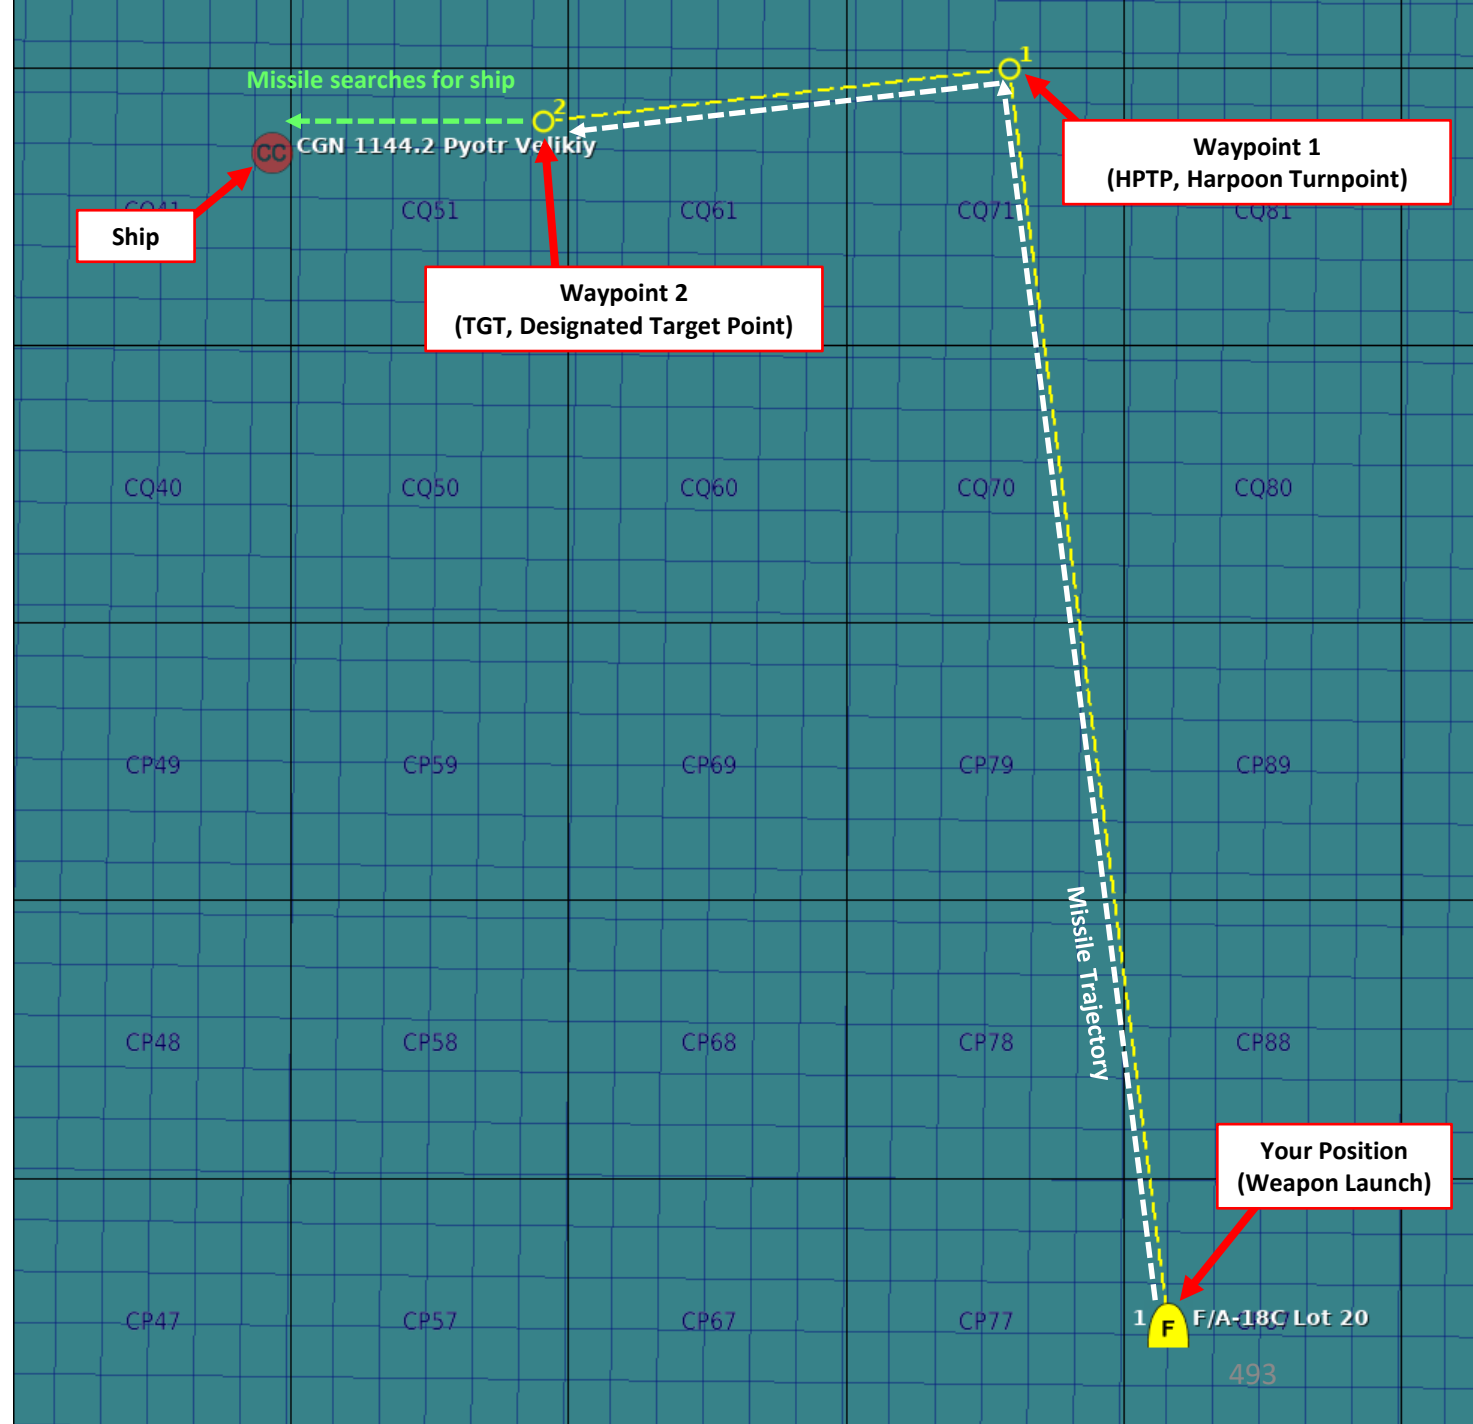 1
Missile searches for ship
2
CC
CGN 1144.2 Pyotr Velikiy
Waypoint 1
(HPTP, Harpoon Turnpoint)
CQ41
CQ51
CQ61
CQ71
CQ81
Ship
Waypoint 2
(TGT, Designated Target Point)
CQ40
CQ50
CQ60
CQ70
CQ80
CP49
CP59
CP69
CP79
CP89
Missile Trajectory
CP48
CP58
CP68
CP78
CP88
Your Position
(Weapon Launch)
CP47
CP57
CP67
CP77
CP87
1
F
F/A-18C Lot 20
493